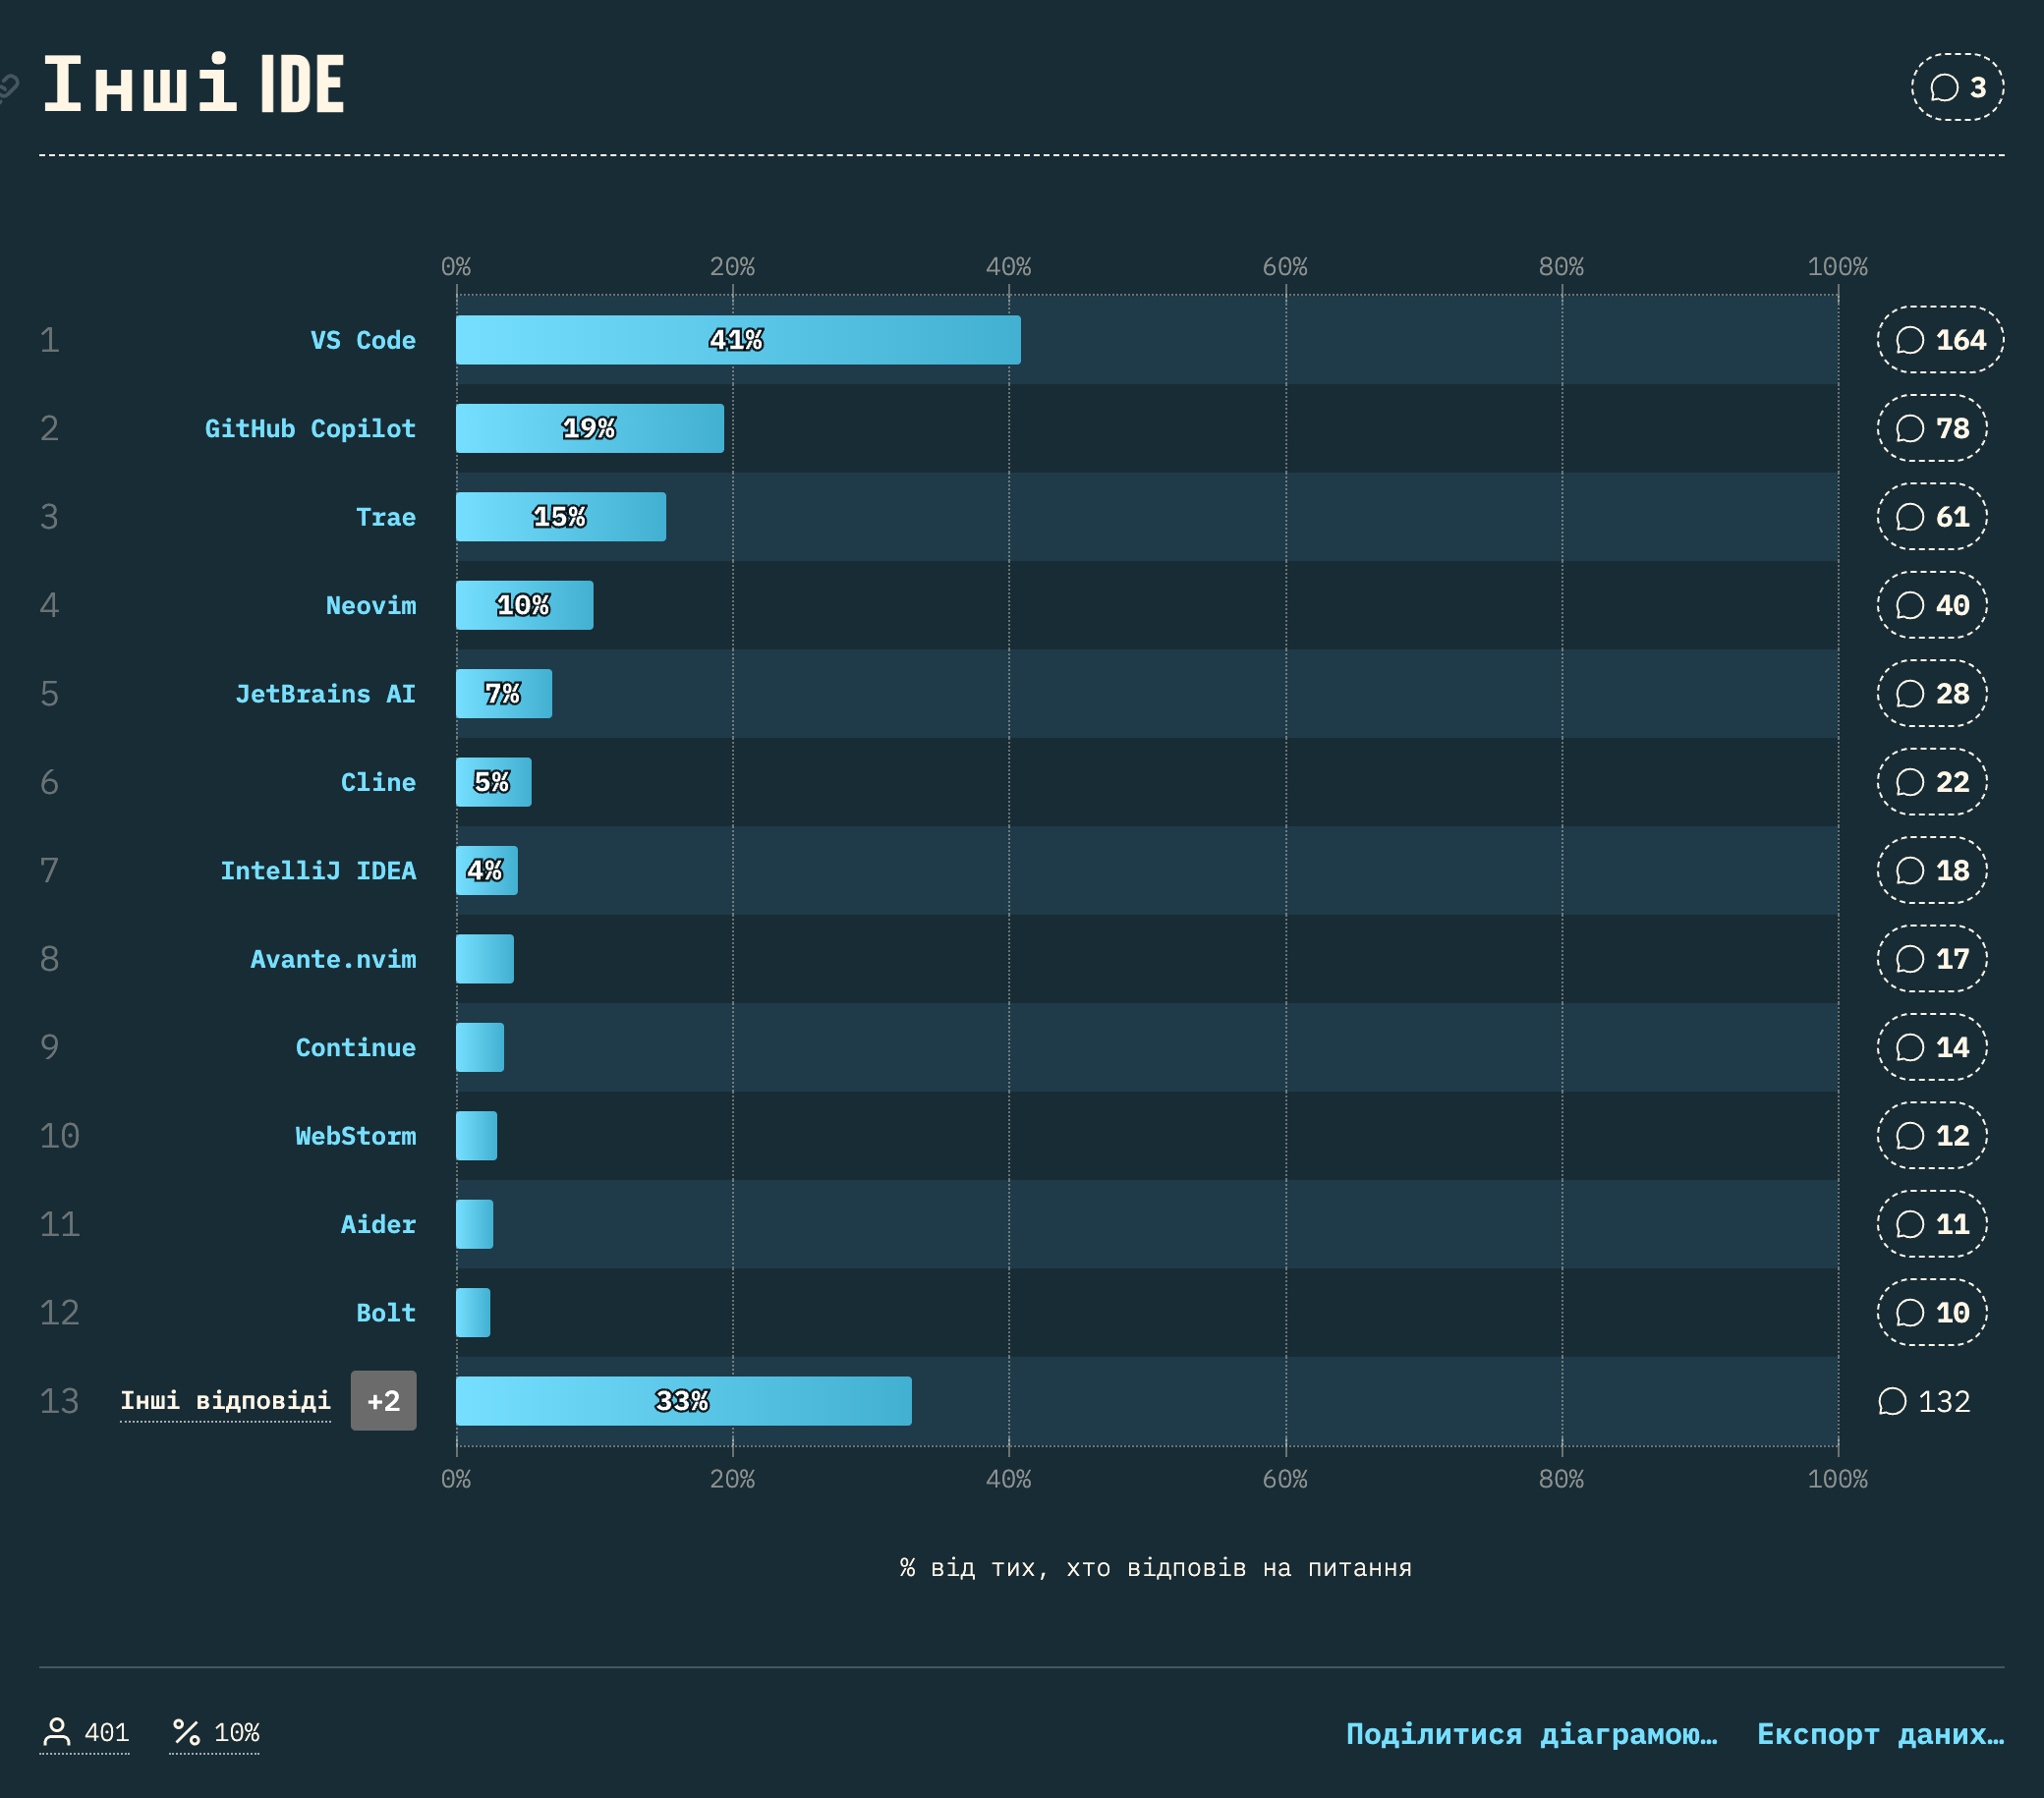 Інші IDE
3
0% 20% 40% 60% 80% 100%
1 VS Code 41% 164
2 GitHub Copilot 19% 78
3 Trae 15% 61
4 Neovim 10% 40
5 JetBrains AI 7% 28
6 Cline 5% 22
7 IntelliJ IDEA 4% 18
8 Avante.nvim 17
9 Continue 14
10 WebStorm 12
11 Aider 11
12 Bolt 10
13 Інші відповіді +2 33% 132
0% 20% 40% 60% 80% 100%
% від тих, хто відповів на питання
401 10% Поділитися діаграмою… Експорт даних…